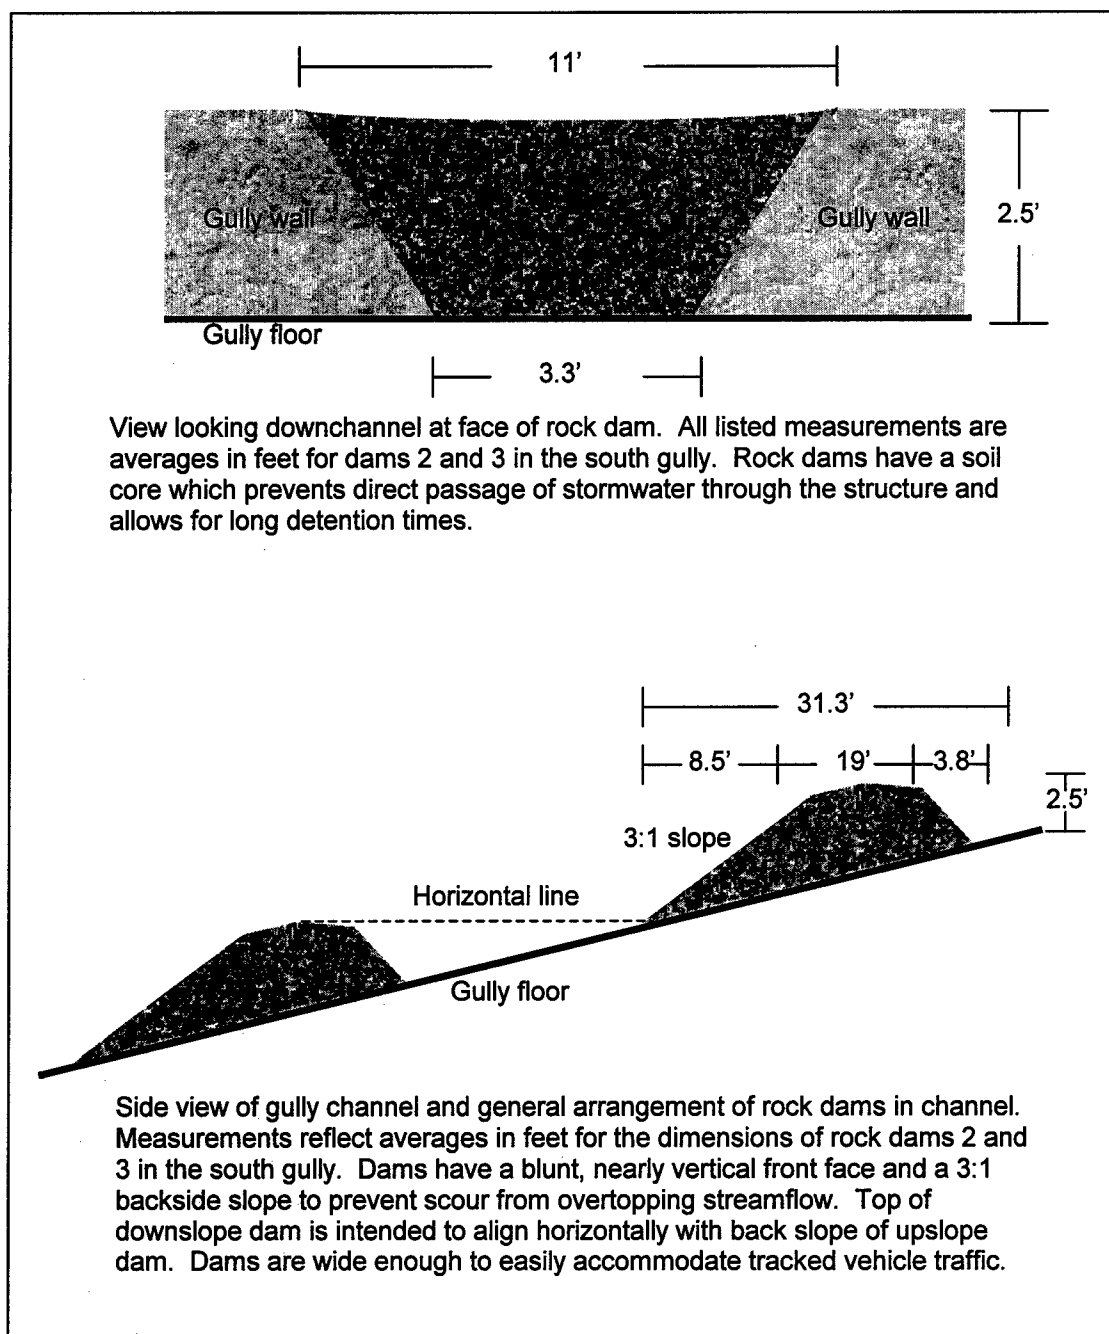 11'
Gully wall
Gully wall
2.5'
Gully floor
3.3'
View looking downchannel at face of rock dam. All listed measurements are
averages in feet for dams 2 and 3 in the south gully. Rock dams have a soil
core which prevents direct passage of stormwater through the structure and
allows for long detention times.
31.3'
8.5'
19'
3.8'
2.5'
3:1 slope
Horizontal line
Gully floor
Side view of gully channel and general arrangement of rock dams in channel.
Measurements reflect averages in feet for the dimensions of rock dams 2 and
3 in the south gully. Dams have a blunt, nearly vertical front face and a 3:1
backside slope to prevent scour from overtopping streamflow. Top of
downslope dam is intended to align horizontally with back slope of upslope
dam. Dams are wide enough to easily accommodate tracked vehicle traffic.